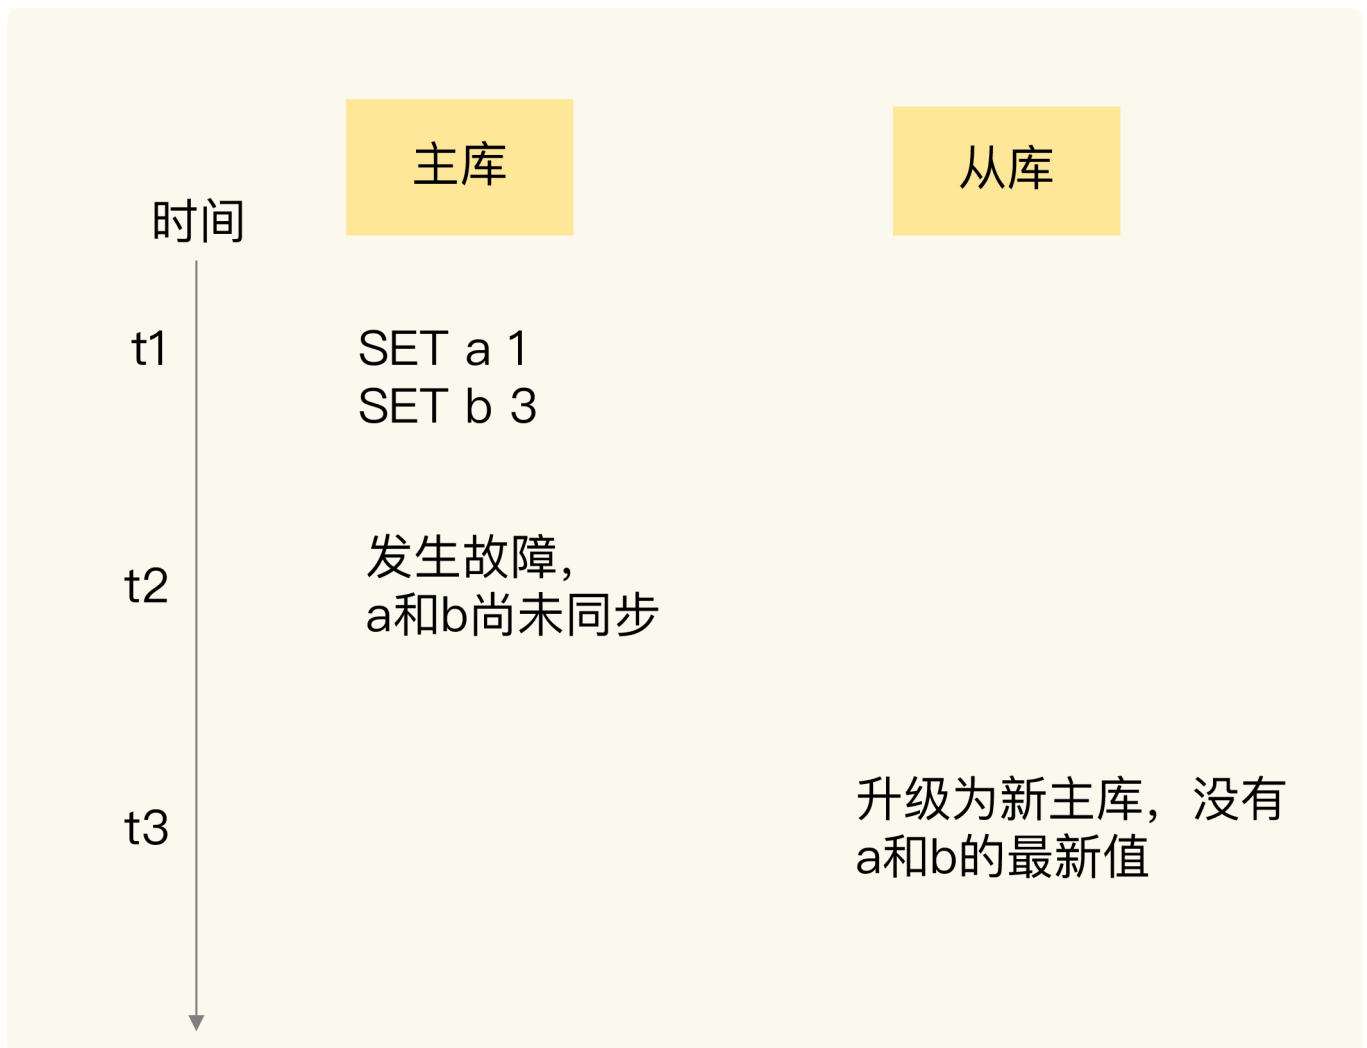 主库
从库
时间
t1
SET a 1
SET b 3
t2
发生故障，
a和b尚未同步
t3
升级为新主库，没有
a和b的最新值